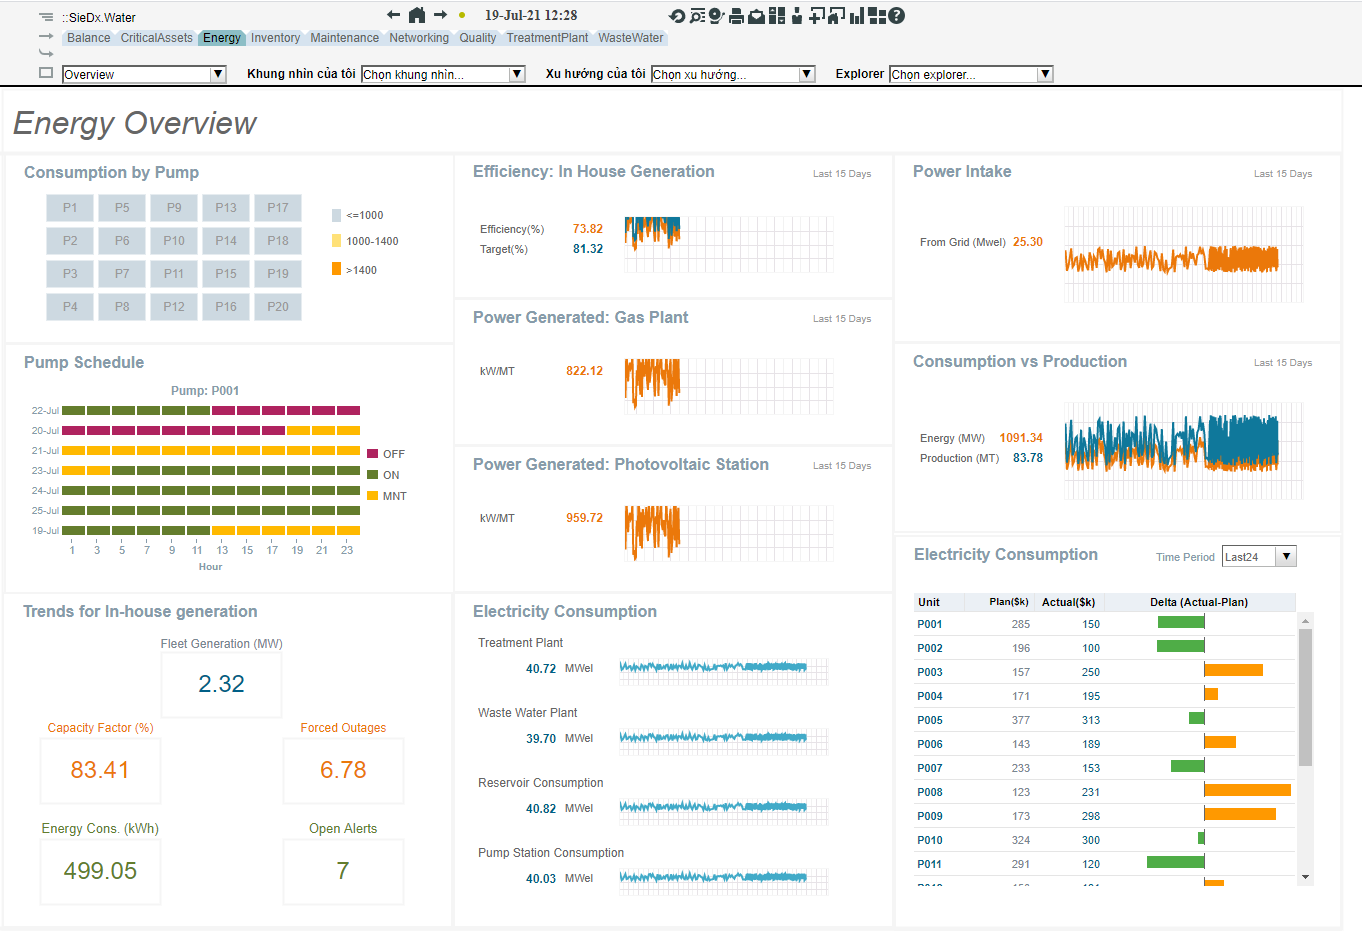 ::SieDx.Water
19-Jul-21 12:28
Balance CriticalAssets Energy Inventory Maintenance Networking Quality TreatmentPlant WasteWater
Overview Khung nhìn của tôi Chọn khung nhìn... Xu hướng của tôi Chọn xu hướng... Explorer Chọn explorer...
Energy Overview
Consumption by Pump
P1 P5 P9 P13 P17
P2 P6 P10 P14 P18
P3 P7 P11 P15 P19
P4 P8 P12 P16 P20
<=1000
1000-1400
>1400
Pump Schedule
Pump: P001
22-Jul
20-Jul
21-Jul
23-Jul
24-Jul
25-Jul
19-Jul
1 3 5 7 9 11 13 15 17 19 21 23
Hour
OFF
ON
MNT
Trends for In-house generation
Fleet Generation (MW)
2.32
Capacity Factor (%) Forced Outages
83.41 6.78
Energy Cons. (kWh) Open Alerts
499.05 7
Efficiency: In House Generation Last 15 Days
Efficiency(%) 73.82
Target(%) 81.32
Power Generated: Gas Plant Last 15 Days
kW/MT 822.12
Power Generated: Photovoltaic Station Last 15 Days
kW/MT 959.72
Electricity Consumption
Treatment Plant
40.72 MWel
Waste Water Plant
39.70 MWel
Reservoir Consumption
40.82 MWel
Pump Station Consumption
40.03 MWel
Power Intake Last 15 Days
From Grid (Mwel) 25.30
Consumption vs Production Last 15 Days
Energy (MW) 1091.34
Production (MT) 83.78
Electricity Consumption Time Period Last24
Unit Plan($k) Actual($k) Delta (Actual-Plan)
P001 285 150
P002 196 100
P003 157 250
P004 171 195
P005 377 313
P006 143 189
P007 233 153
P008 123 231
P009 173 298
P010 324 300
P011 291 120